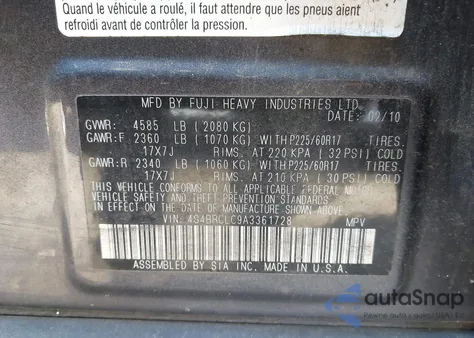 Quand le véhicule a roulé, il faut attendre que les pneus aient
refroidi avant de contrôler la pression.
MFD BY FUJI HEAVY INDUSTRIES LTD.
DATE: 02/10
GVWR: 4585 LB (2080 KG)
GAWR:F 2360 LB (1070 KG) WITH P225/60R17 TIRES,
17X7J RIMS, AT 220 KPA (32 PSI) COLD
GAWR:R 2340 LB (1060 KG) WITH P225/60R17 TIRES,
17X7J RIMS, AT 210 KPA (30 PSI) COLD
THIS VEHICLE CONFORMS TO ALL APPLICABLE FEDERAL MOTOR
VEHICLE SAFETY STANDARDS
IN EFFECT ON THE DATE OF MANUFACTURE SHOWN ABOVE.
VIN: 4S4BRCLC9A3361728 MPV
ASSEMBLED BY SIA INC. MADE IN U.S.A.
autoSnap